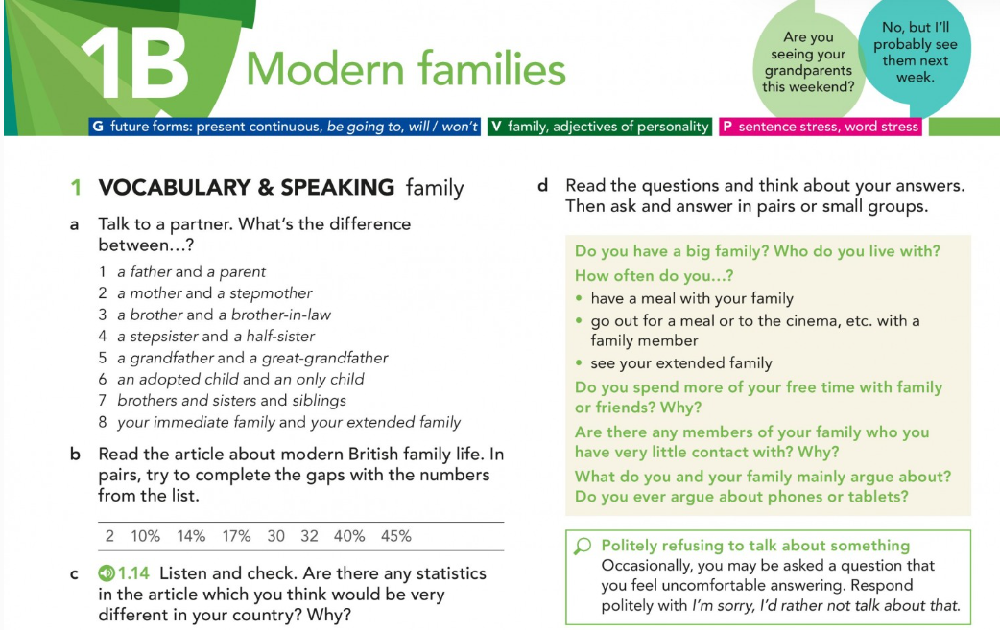 1B
Modern families
Are you
seeing your
grandparents
this weekend?
No, but I'll
probably see
them next
week.
G future forms: present continuous, be going to, will / won't
V family, adjectives of personality
P sentence stress, word stress
1 VOCABULARY & SPEAKING family
a Talk to a partner. What's the difference
between…?
1 a father and a parent
2 a mother and a stepmother
3 a brother and a brother-in-law
4 a stepsister and a half-sister
5 a grandfather and a great-grandfather
6 an adopted child and an only child
7 brothers and sisters and siblings
8 your immediate family and your extended family
b Read the article about modern British family life. In
pairs, try to complete the gaps with the numbers
from the list.
2 10% 14% 17% 30 32 40% 45%
c 1.14 Listen and check. Are there any statistics
in the article which you think would be very
different in your country? Why?
d Read the questions and think about your answers.
Then ask and answer in pairs or small groups.
Do you have a big family? Who do you live with?
How often do you…?
• have a meal with your family
• go out for a meal or to the cinema, etc. with a
family member
• see your extended family
Do you spend more of your free time with family
or friends? Why?
Are there any members of your family who you
have very little contact with? Why?
What do you and your family mainly argue about?
Do you ever argue about phones or tablets?
Politely refusing to talk about something
Occasionally, you may be asked a question that
you feel uncomfortable answering. Respond
politely with I'm sorry, I'd rather not talk about that.